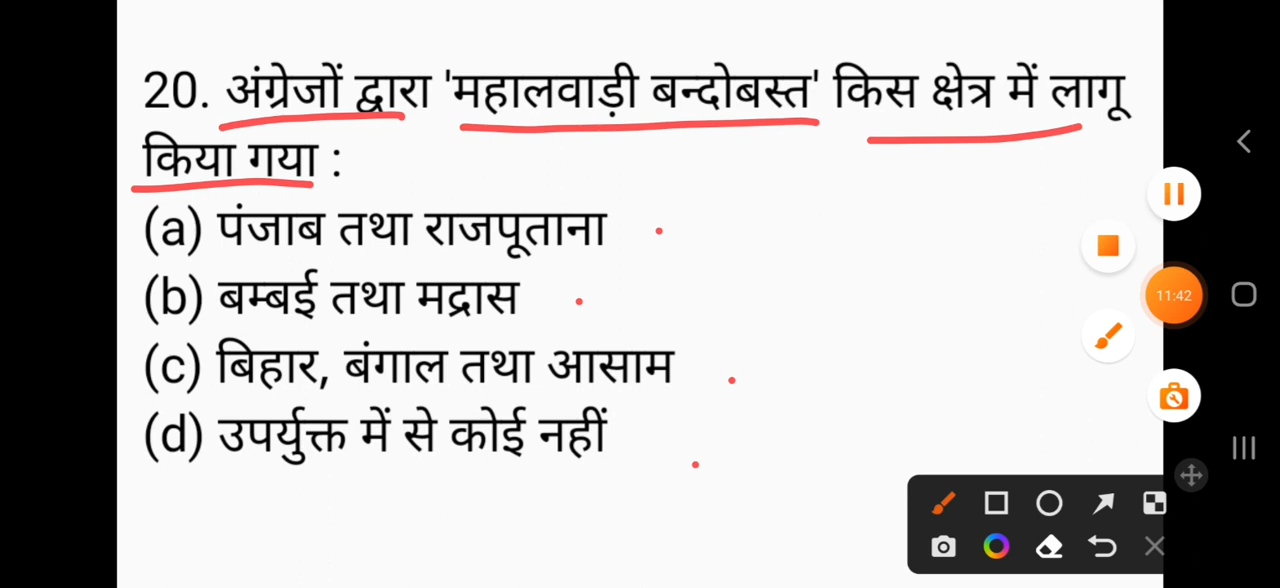 20. अंग्रेजों द्वारा 'महालवाड़ी बन्दोबस्त' किस क्षेत्र में लागू
किया गया :
(a) पंजाब तथा राजपूताना
(b) बम्बई तथा मद्रास
(c) बिहार, बंगाल तथा आसाम
(d) उपर्युक्त में से कोई नहीं
11:42